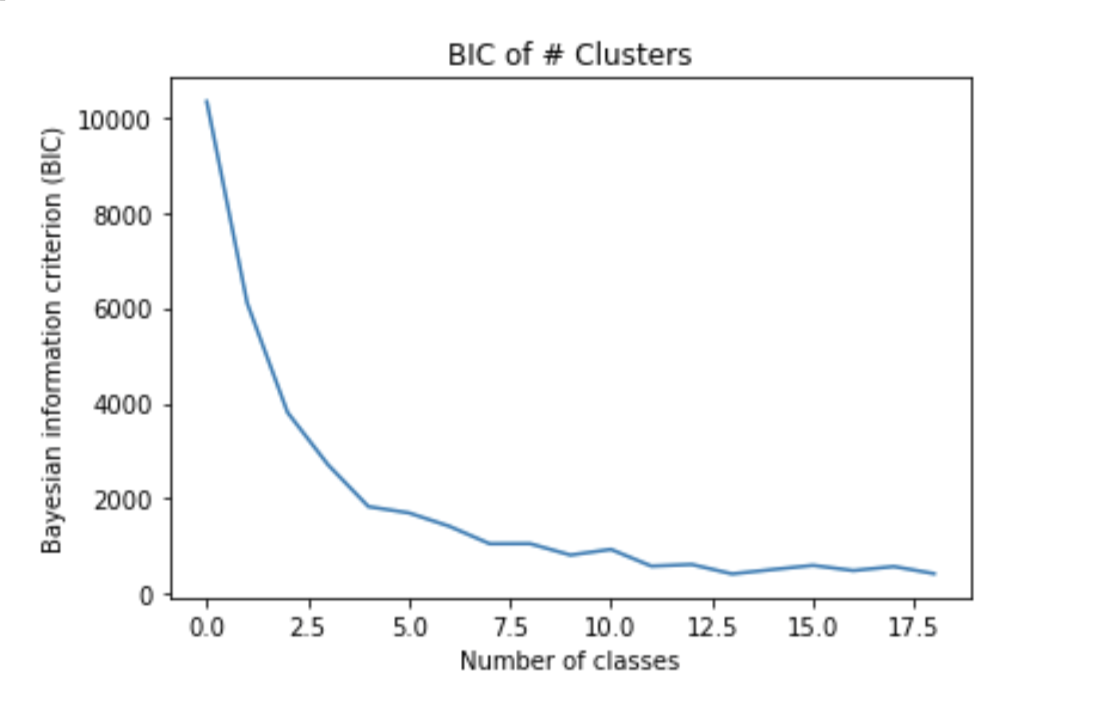 BIC of # Clusters
Bayesian information criterion (BIC)
10000
8000
6000
4000
2000
0
0.0 2.5 5.0 7.5 10.0 12.5 15.0 17.5
Number of classes